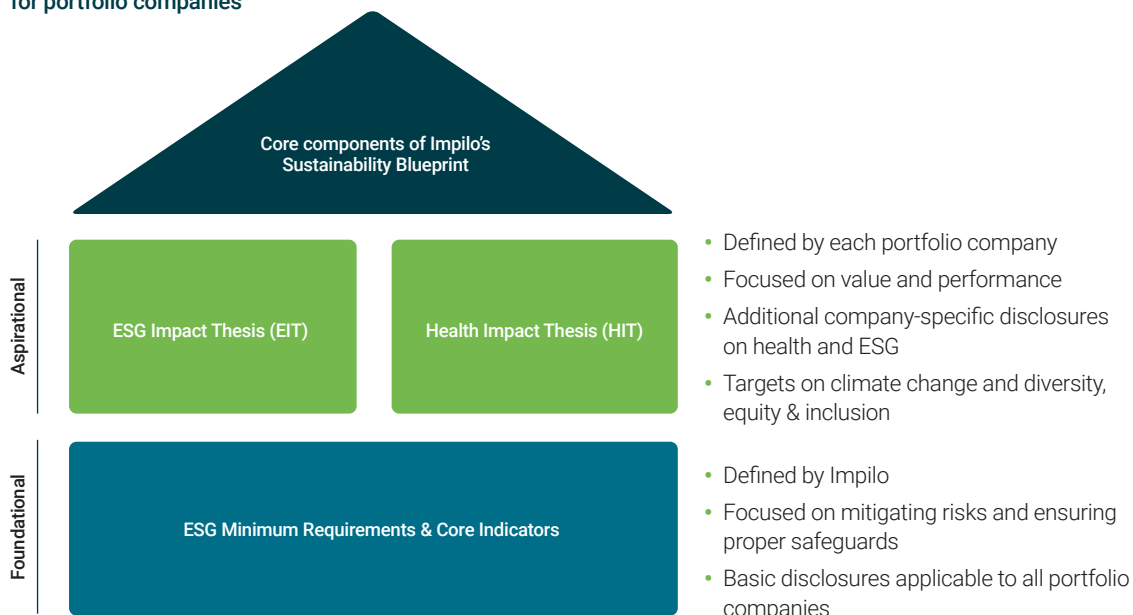 for portfolio companies
Core components of Impilo's
Sustainability Blueprint
Aspirational
ESG Impact Thesis (EIT)
Health Impact Thesis (HIT)
• Defined by each portfolio company
• Focused on value and performance
• Additional company-specific disclosures
on health and ESG
• Targets on climate change and diversity,
equity & inclusion
Foundational
ESG Minimum Requirements & Core Indicators
• Defined by Impilo
• Focused on mitigating risks and ensuring
proper safeguards
• Basic disclosures applicable to all portfolio
companies